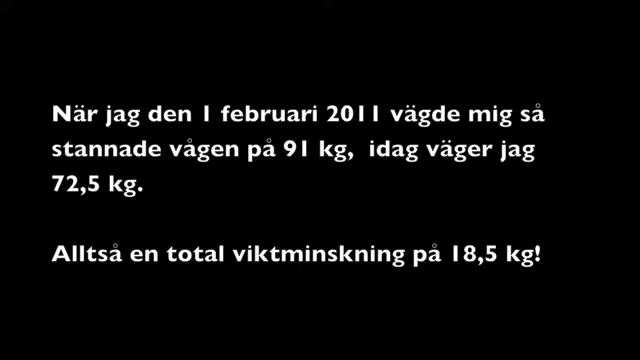 När jag den 1 februari 2011 vägde mig så
stannade vågen på 91 kg,  idag väger jag
72,5 kg.
Alltså en total viktminskning på 18,5 kg!